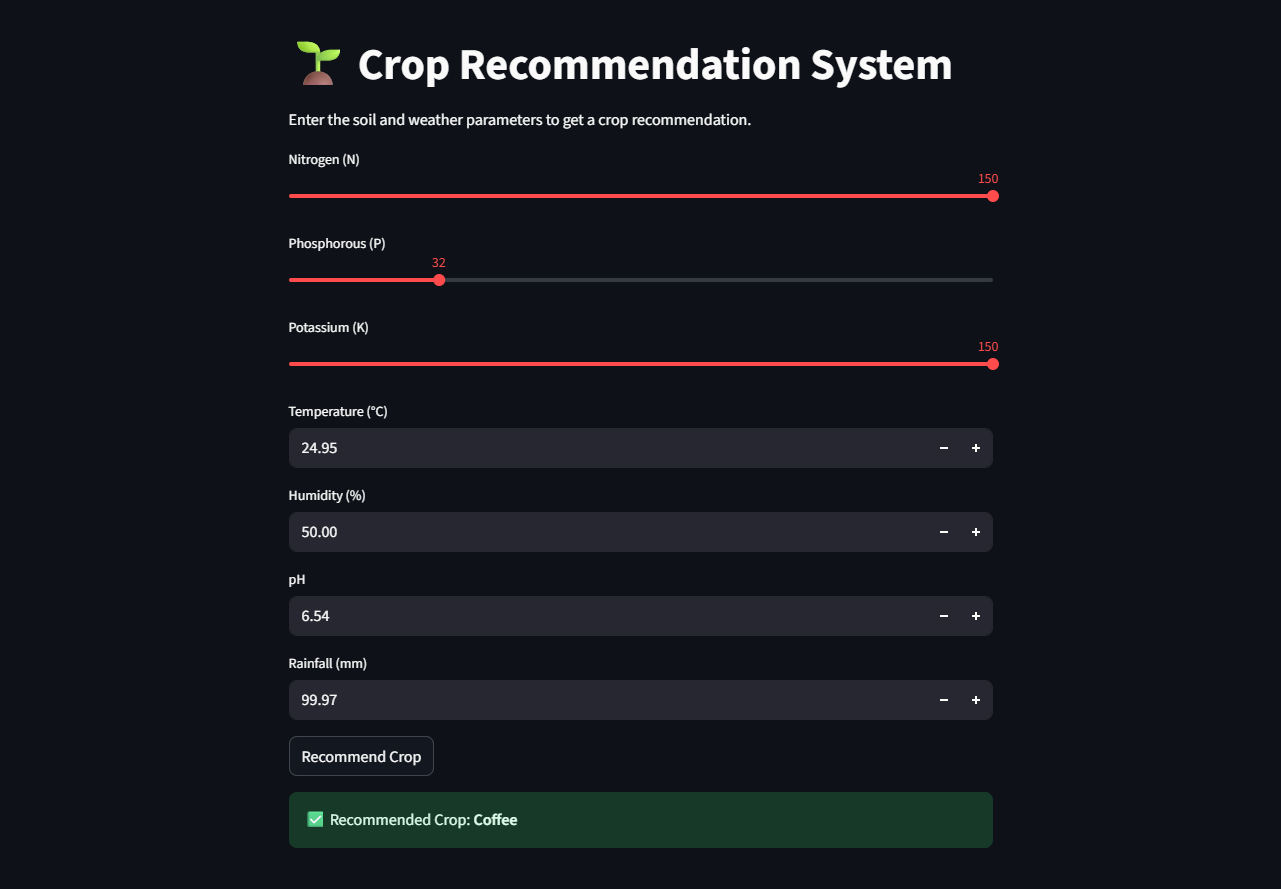 🌱 Crop Recommendation System
Enter the soil and weather parameters to get a crop recommendation.
Nitrogen (N)
150
Phosphorous (P)
32
Potassium (K)
150
Temperature (°C)
24.95
Humidity (%)
50.00
pH
6.54
Rainfall (mm)
99.97
Recommend Crop
✅ Recommended Crop: Coffee